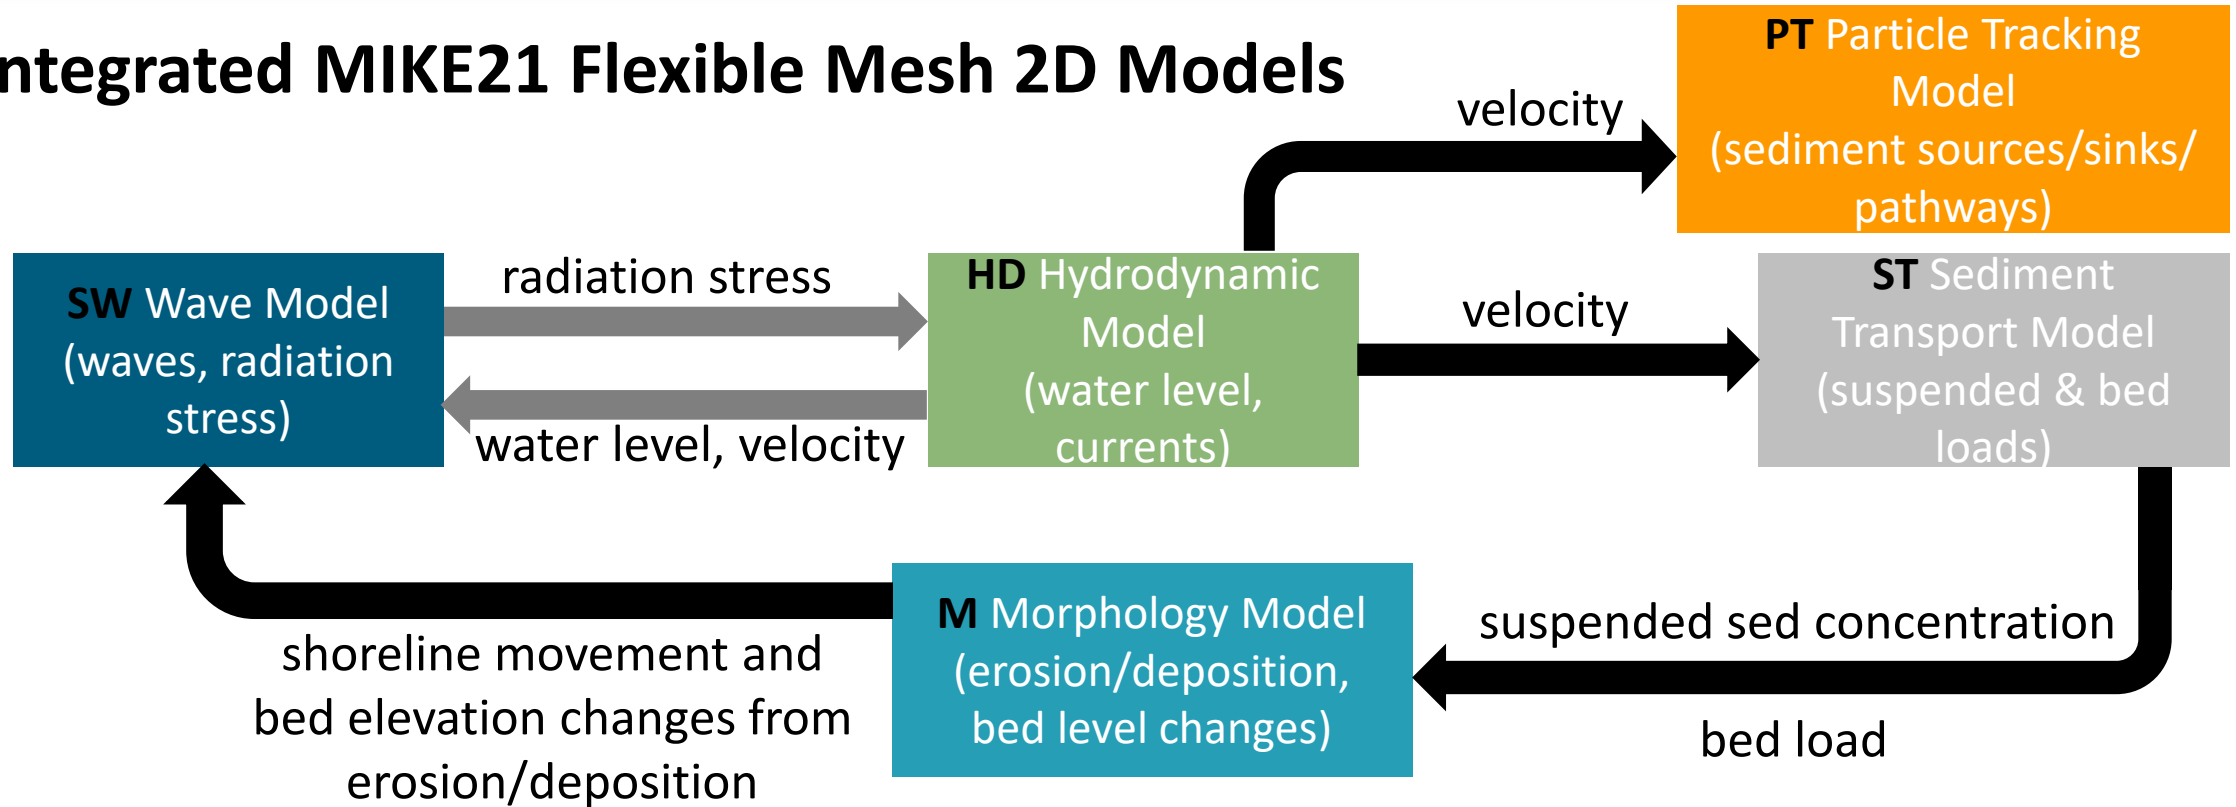 ntegrated MIKE21 Flexible Mesh 2D Models
PT Particle Tracking
Model
(sediment sources/sinks/
pathways)
velocity
SW Wave Model
(waves, radiation
stress)
radiation stress
water level, velocity
HD Hydrodynamic
Model
(water level,
currents)
velocity
ST Sediment
Transport Model
(suspended & bed
loads)
shoreline movement and
bed elevation changes from
erosion/deposition
M Morphology Model
(erosion/deposition,
bed level changes)
suspended sed concentration
bed load